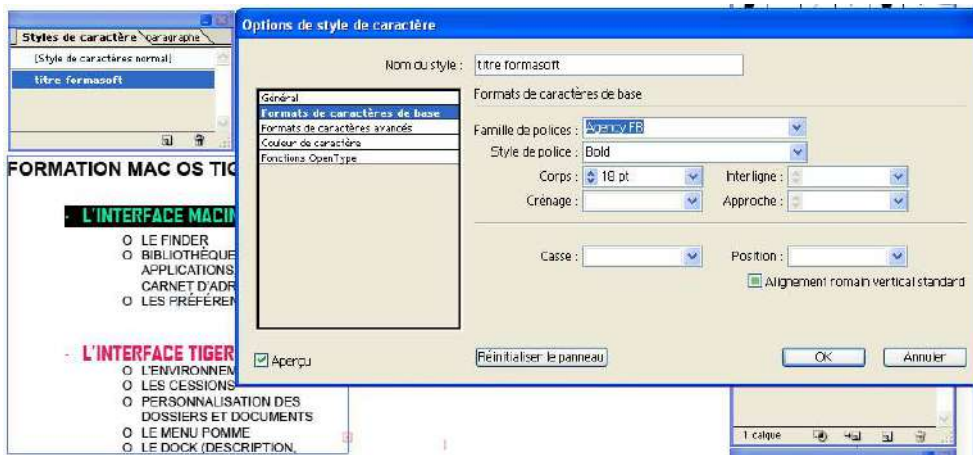 Styles de caractère paragraphe
[Style de caractères normal]
titre formasoft
FORMATION MAC OS TIG
- L'INTERFACE MACIN
O LE FINDER
O BIBLIOTHÈQUE
APPLICATIONS,
CARNET D'ADR
O LES PRÉFÉREN
- L'INTERFACE TIGER
O L'ENVIRONNEM
O LES CESSIONS
O PERSONNALISATION DES
DOSSIERS ET DOCUMENTS
O LE MENU POMME
O LE DOCK (DESCRIPTION,
Options de style de caractère
Nom du style : titre formasoft
Général
Formats de caractères de base
Formats de caractères avancés
Couleur de caractère
Fonctions OpenType
Formats de caractères de base
Famille de polices : Agency FB
Style de police : Bold
Corps : 18 pt Interligne :
Crénage : Approche :
Casse : Position :
Alignement romain vertical standard
Aperçu
Réinitialiser le panneau
OK Annuler
1 calque